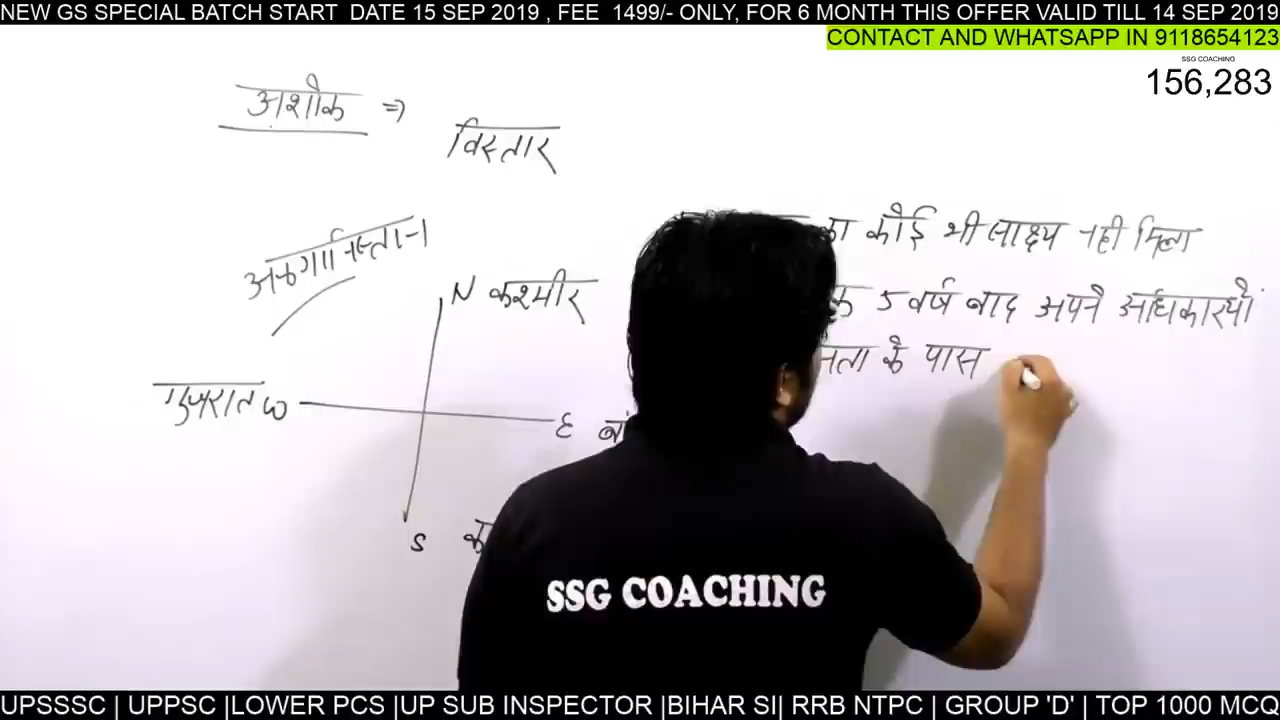 NEW GS SPECIAL BATCH START DATE 15 SEP 2019 , FEE 1499/- ONLY, FOR 6 MONTH THIS OFFER VALID TILL 14 SEP 2019
CONTACT AND WHATSAPP IN 9118654123
SSG COACHING
156,283
अशोक ⇒
विस्तार
का कोई भी साक्ष्य नही मिला
अफगानिस्तान
N कश्मीर
के 5 वर्ष बाद अपने अधिकारियों
के पास
गुजरात W
E
S
SSG COACHING
UPSSSC | UPPSC |LOWER PCS |UP SUB INSPECTOR |BIHAR SI| RRB NTPC | GROUP 'D' | TOP 1000 MCQ